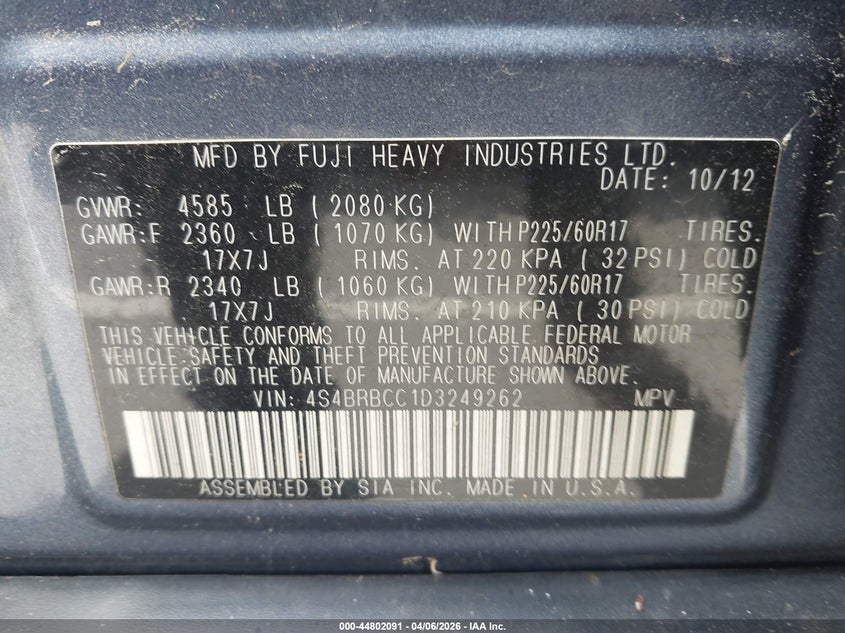 MFD BY FUJI HEAVY INDUSTRIES LTD.
DATE: 10/12
GVWR: 4585 LB ( 2080 KG)
GAWR:F 2360 LB ( 1070 KG) WITH P225/60R17 TIRES.
17X7J RIMS. AT 220 KPA ( 32 PSI) COLD
GAWR:R 2340 LB ( 1060 KG) WITH P225/60R17 TIRES.
17X7J RIMS. AT 210 KPA ( 30 PSI) COLD
THIS VEHICLE CONFORMS TO ALL APPLICABLE FEDERAL MOTOR
VEHICLE SAFETY AND THEFT PREVENTION STANDARDS
IN EFFECT ON THE DATE OF MANUFACTURE SHOWN ABOVE.
VIN: 4S4BRBCC1D3249262 MPV
ASSEMBLED BY SIA INC. MADE IN U.S.A.
000-44802091 - 04/06/2026 - IAA Inc.